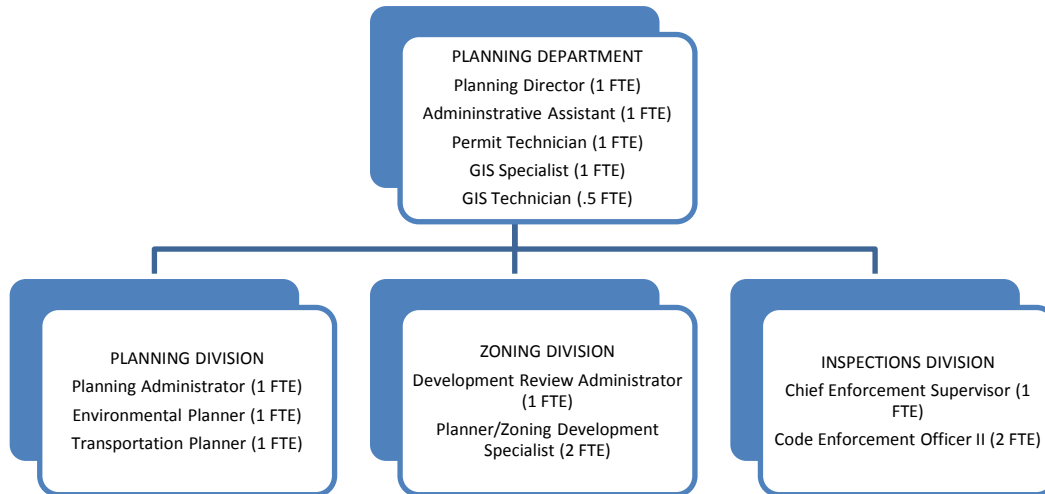 PLANNING DEPARTMENT
Planning Director (1 FTE)
Admininstrative Assistant (1 FTE)
Permit Technician (1 FTE)
GIS Specialist (1 FTE)
GIS Technician (.5 FTE)
PLANNING DIVISION
Planning Administrator (1 FTE)
Environmental Planner (1 FTE)
Transportation Planner (1 FTE)
ZONING DIVISION
Development Review Administrator
(1 FTE)
Planner/Zoning Development
Specialist (2 FTE)
INSPECTIONS DIVISION
Chief Enforcement Supervisor (1
FTE)
Code Enforcement Officer II (2 FTE)